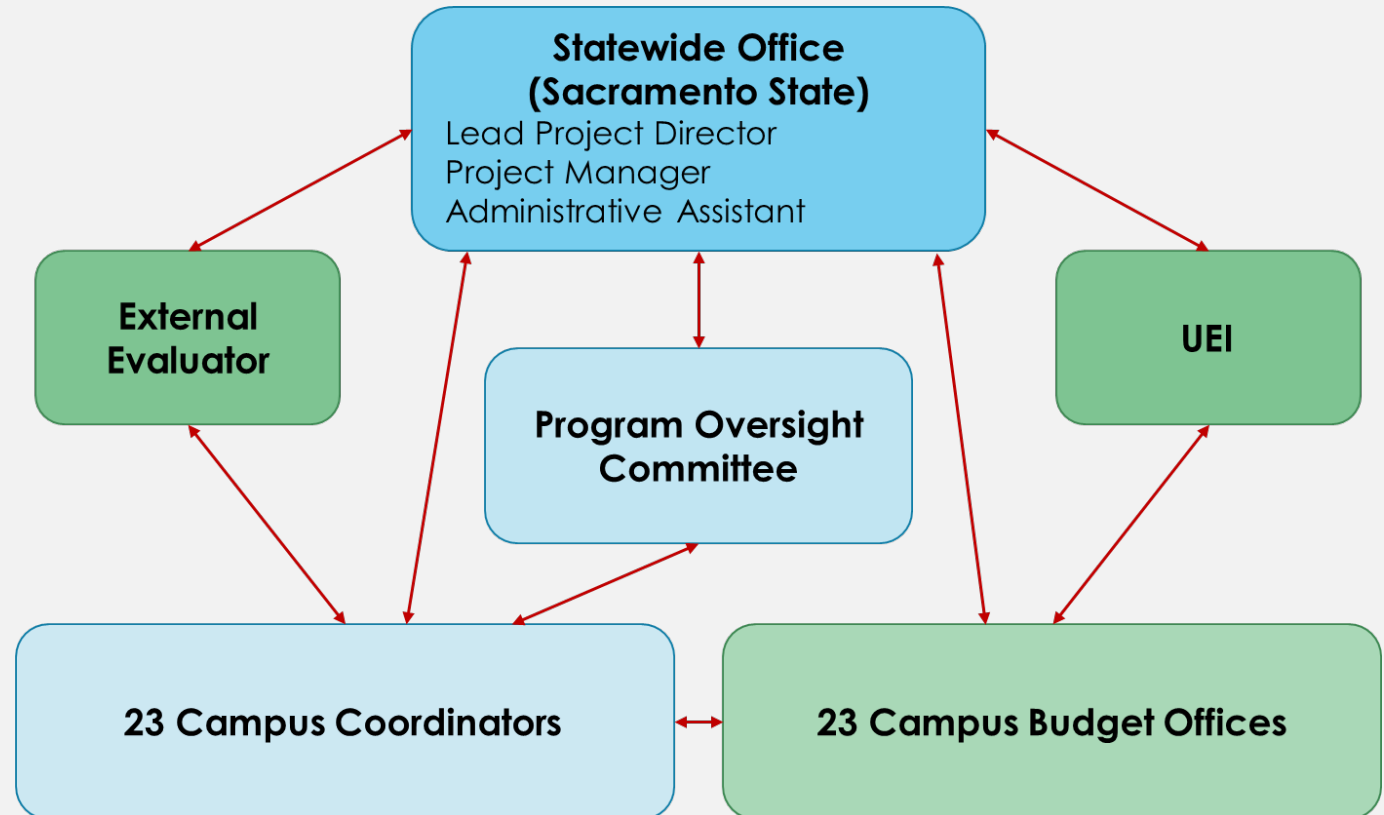 Statewide Office
(Sacramento State)
Lead Project Director
Project Manager
Administrative Assistant
External
Evaluator
UEI
Program Oversight
Committee
23 Campus Coordinators
23 Campus Budget Offices